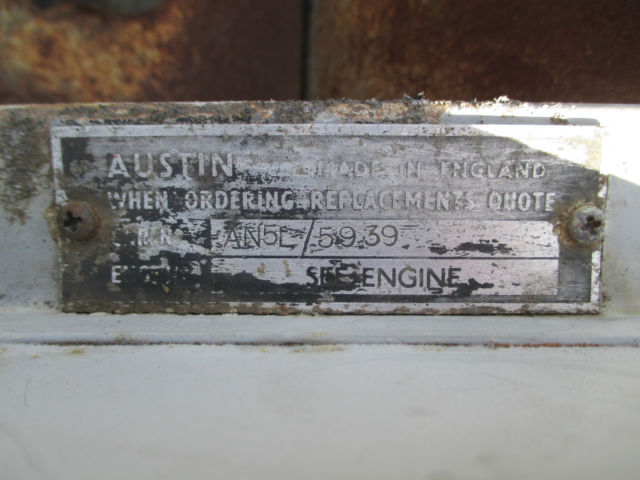 AUSTIN MADE IN ENGLAND
WHEN ORDERING REPLACEMENTS QUOTE
AN5L/5939
SEE ENGINE